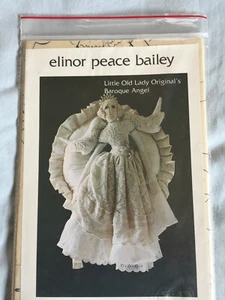 elinor peace bailey
Little Old Lady Original's
Baroque Angel